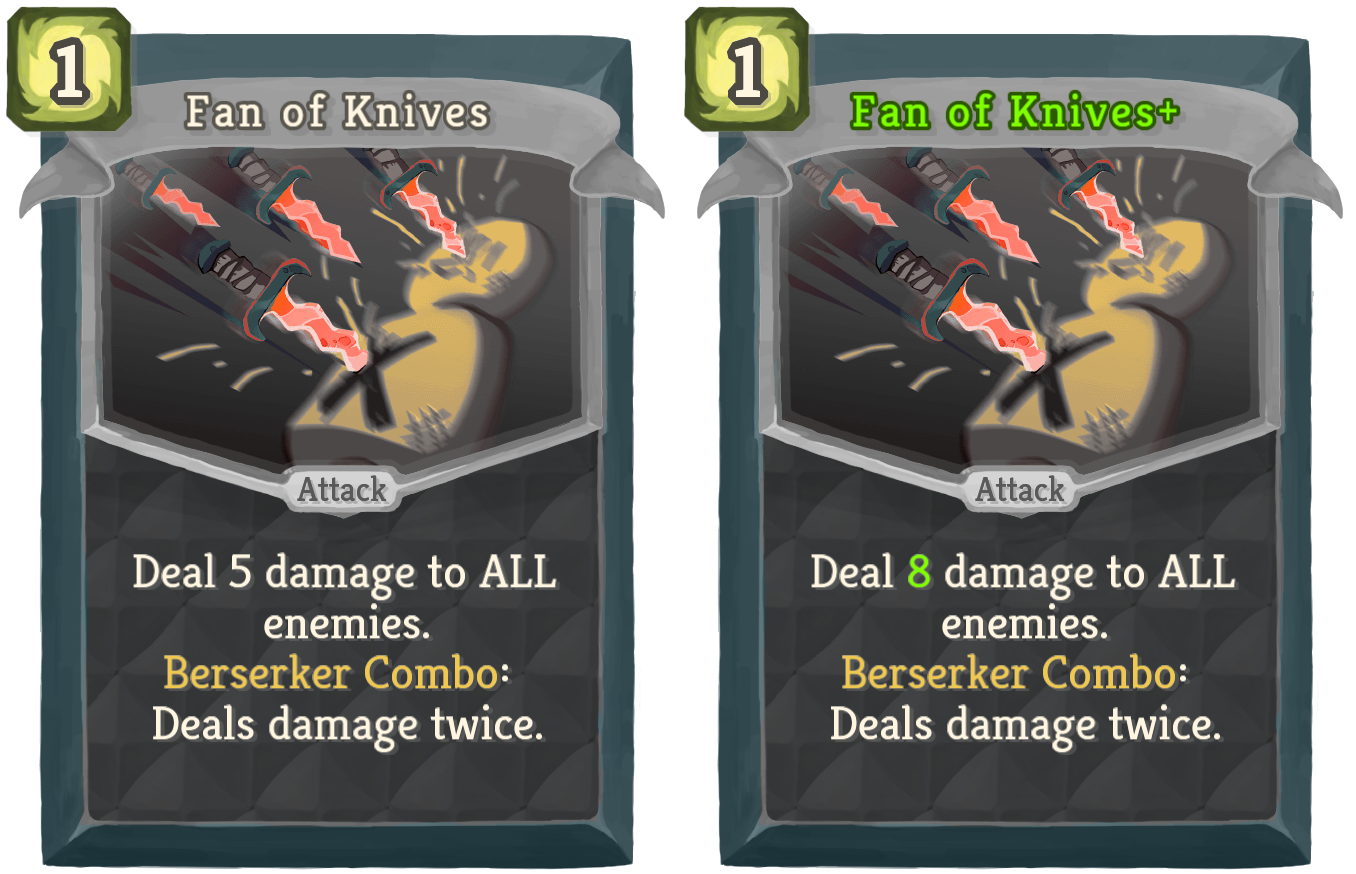 1
Fan of Knives
Attack
Deal 5 damage to ALL
enemies.
Berserker Combo:
Deals damage twice.
1
Fan of Knives+
Attack
Deal 8 damage to ALL
enemies.
Berserker Combo:
Deals damage twice.